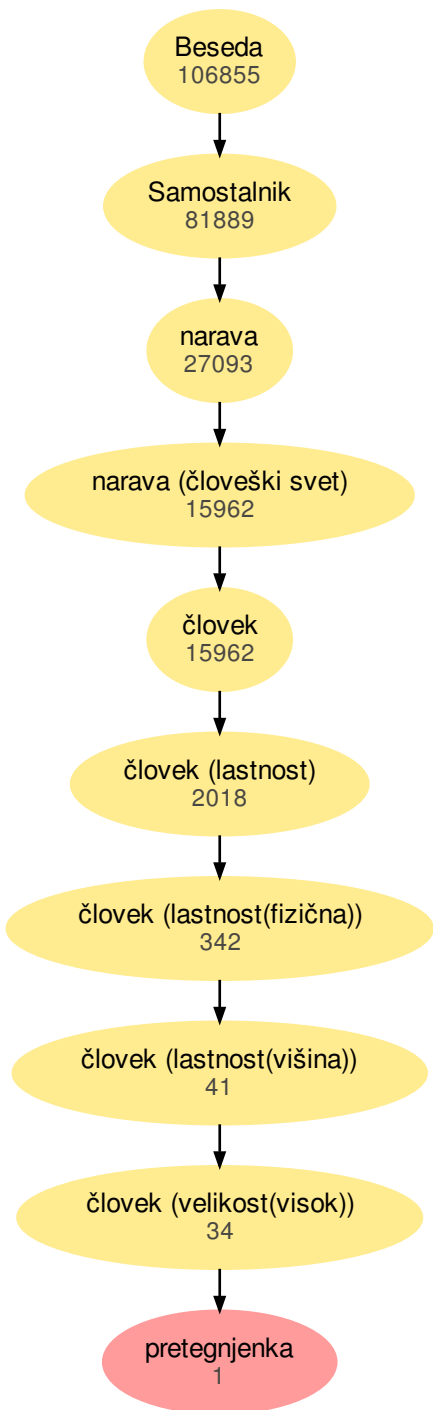 Beseda
106855
Samostalnik
81889
narava
27093
narava (človeški svet)
15962
človek
15962
človek (lastnost)
2018
človek (lastnost(fizična))
342
človek (lastnost(višina))
41
človek (velikost(visok))
34
pretegnjenka
1